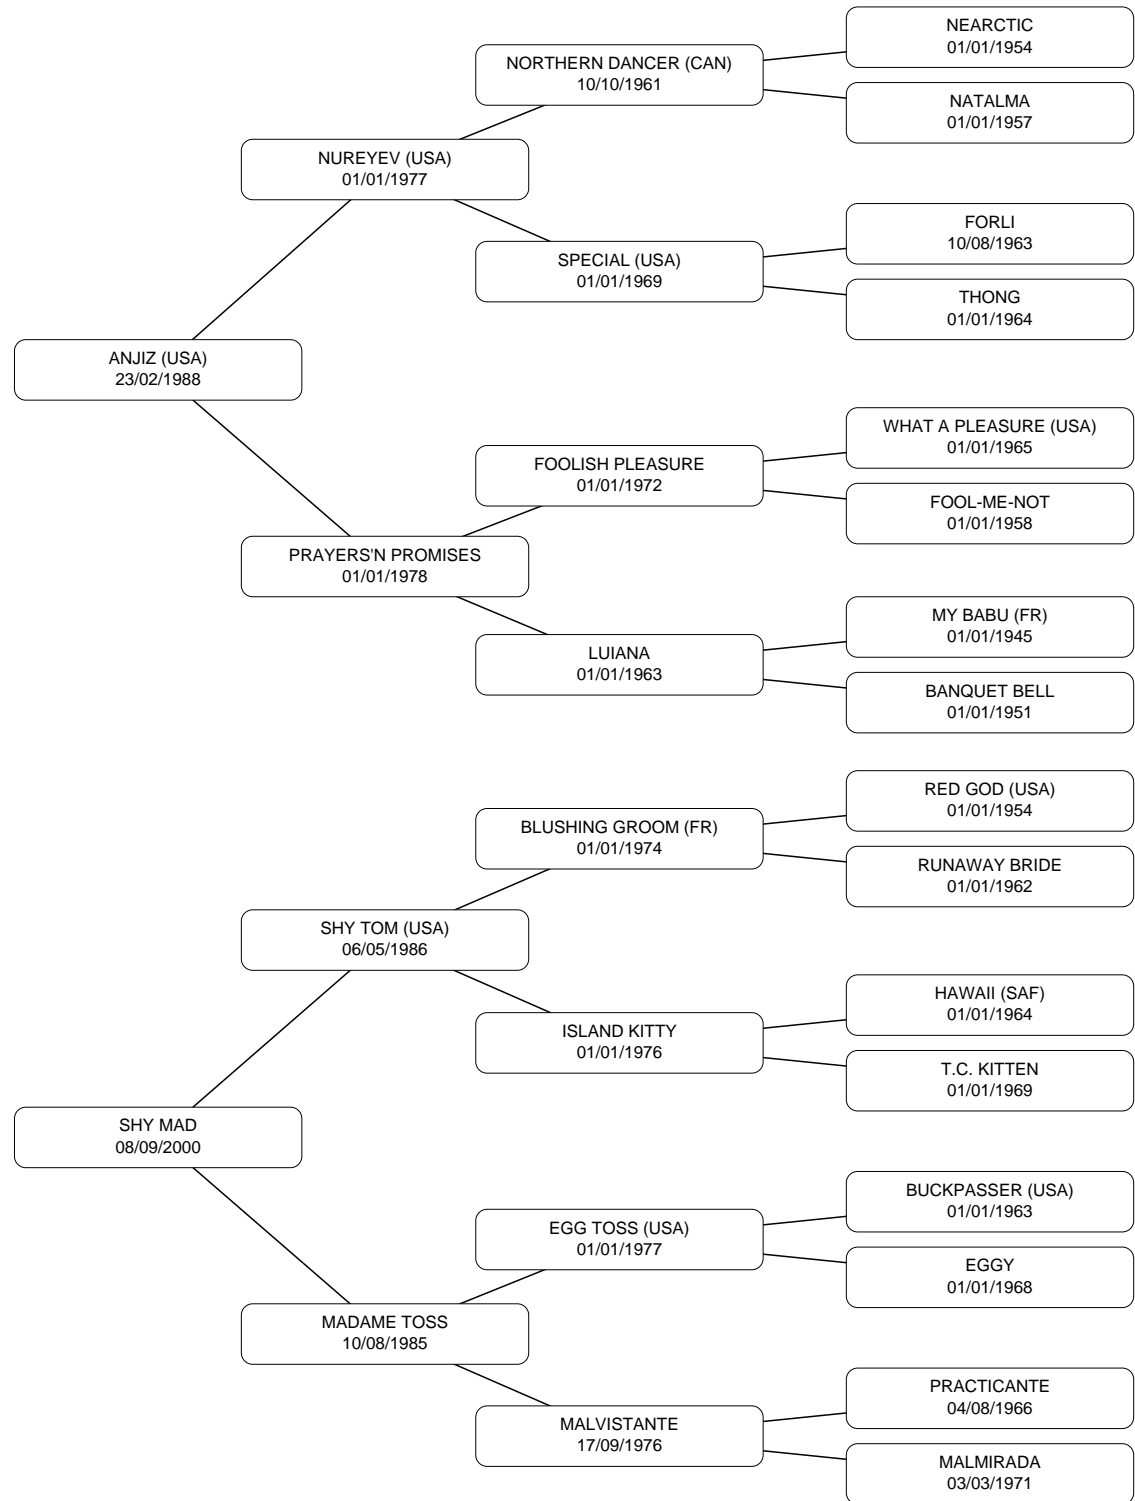 NEARCTIC
01/01/1954
NORTHERN DANCER (CAN)
10/10/1961
NATALMA
01/01/1957
NUREYEV (USA)
01/01/1977
FORLI
10/08/1963
SPECIAL (USA)
01/01/1969
THONG
01/01/1964
ANJIZ (USA)
23/02/1988
WHAT A PLEASURE (USA)
01/01/1965
FOOLISH PLEASURE
01/01/1972
FOOL-ME-NOT
01/01/1958
PRAYERS'N PROMISES
01/01/1978
MY BABU (FR)
01/01/1945
LUIANA
01/01/1963
BANQUET BELL
01/01/1951
RED GOD (USA)
01/01/1954
BLUSHING GROOM (FR)
01/01/1974
RUNAWAY BRIDE
01/01/1962
SHY TOM (USA)
06/05/1986
HAWAII (SAF)
01/01/1964
ISLAND KITTY
01/01/1976
T.C. KITTEN
01/01/1969
SHY MAD
08/09/2000
BUCKPASSER (USA)
01/01/1963
EGG TOSS (USA)
01/01/1977
EGGY
01/01/1968
MADAME TOSS
10/08/1985
PRACTICANTE
04/08/1966
MALVISTANTE
17/09/1976
MALMIRADA
03/03/1971